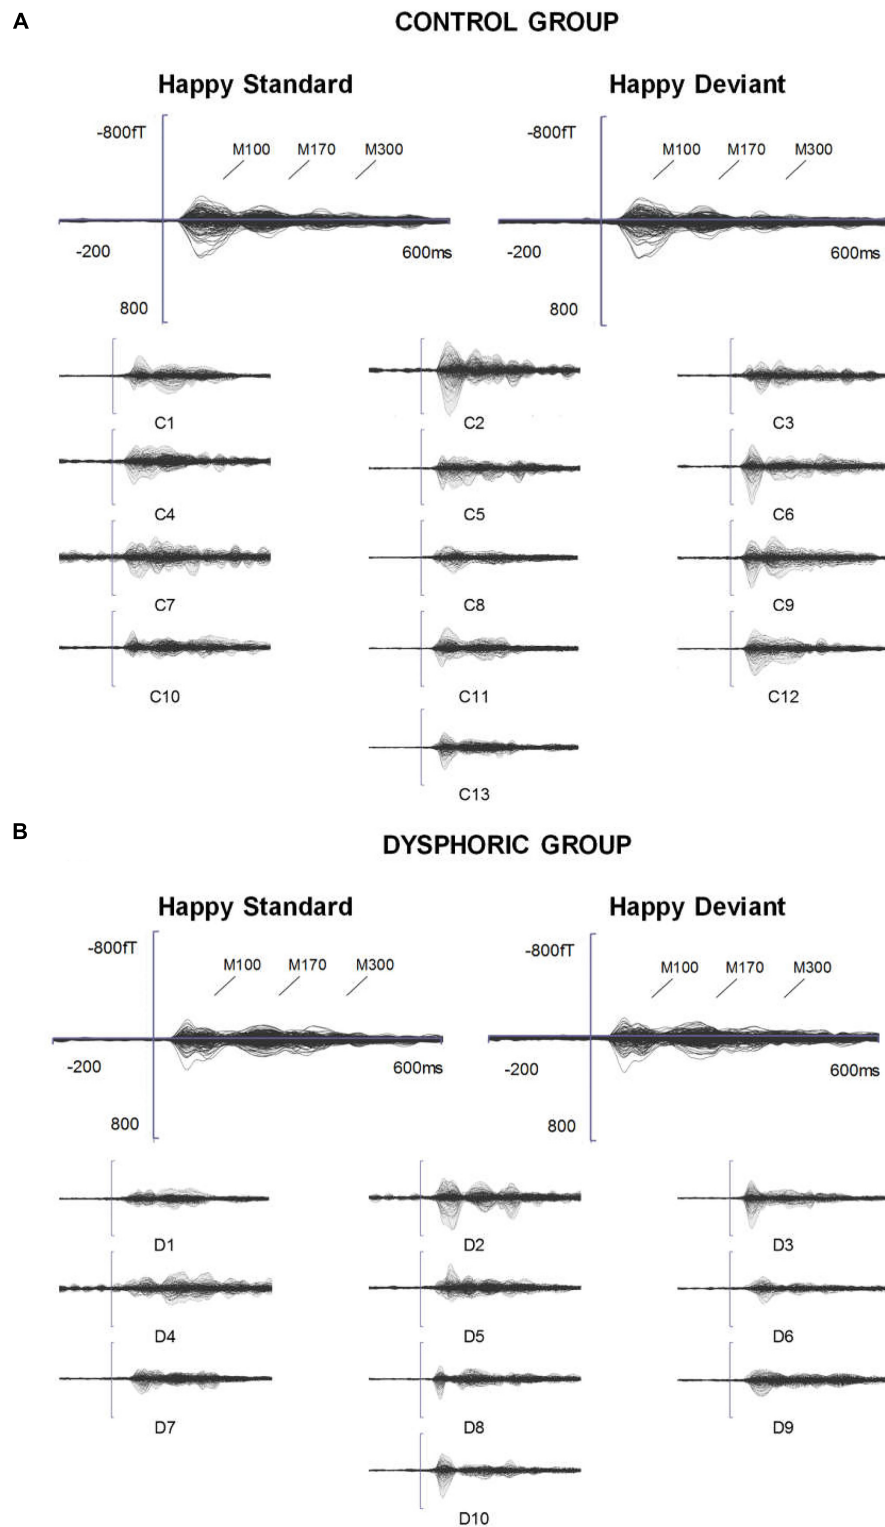 A
CONTROL GROUP
Happy Standard
Happy Deviant
-800fT
M100 M170 M300
-200
600ms
800
-800fT
M100 M170 M300
-200
600ms
800
C1
C2
C3
C4
C5
C6
C7
C8
C9
C10
C11
C12
C13
B
DYSPHORIC GROUP
Happy Standard
Happy Deviant
-800fT
M100 M170 M300
-200
600ms
800
-800fT
M100 M170 M300
-200
600ms
800
D1
D2
D3
D4
D5
D6
D7
D8
D9
D10